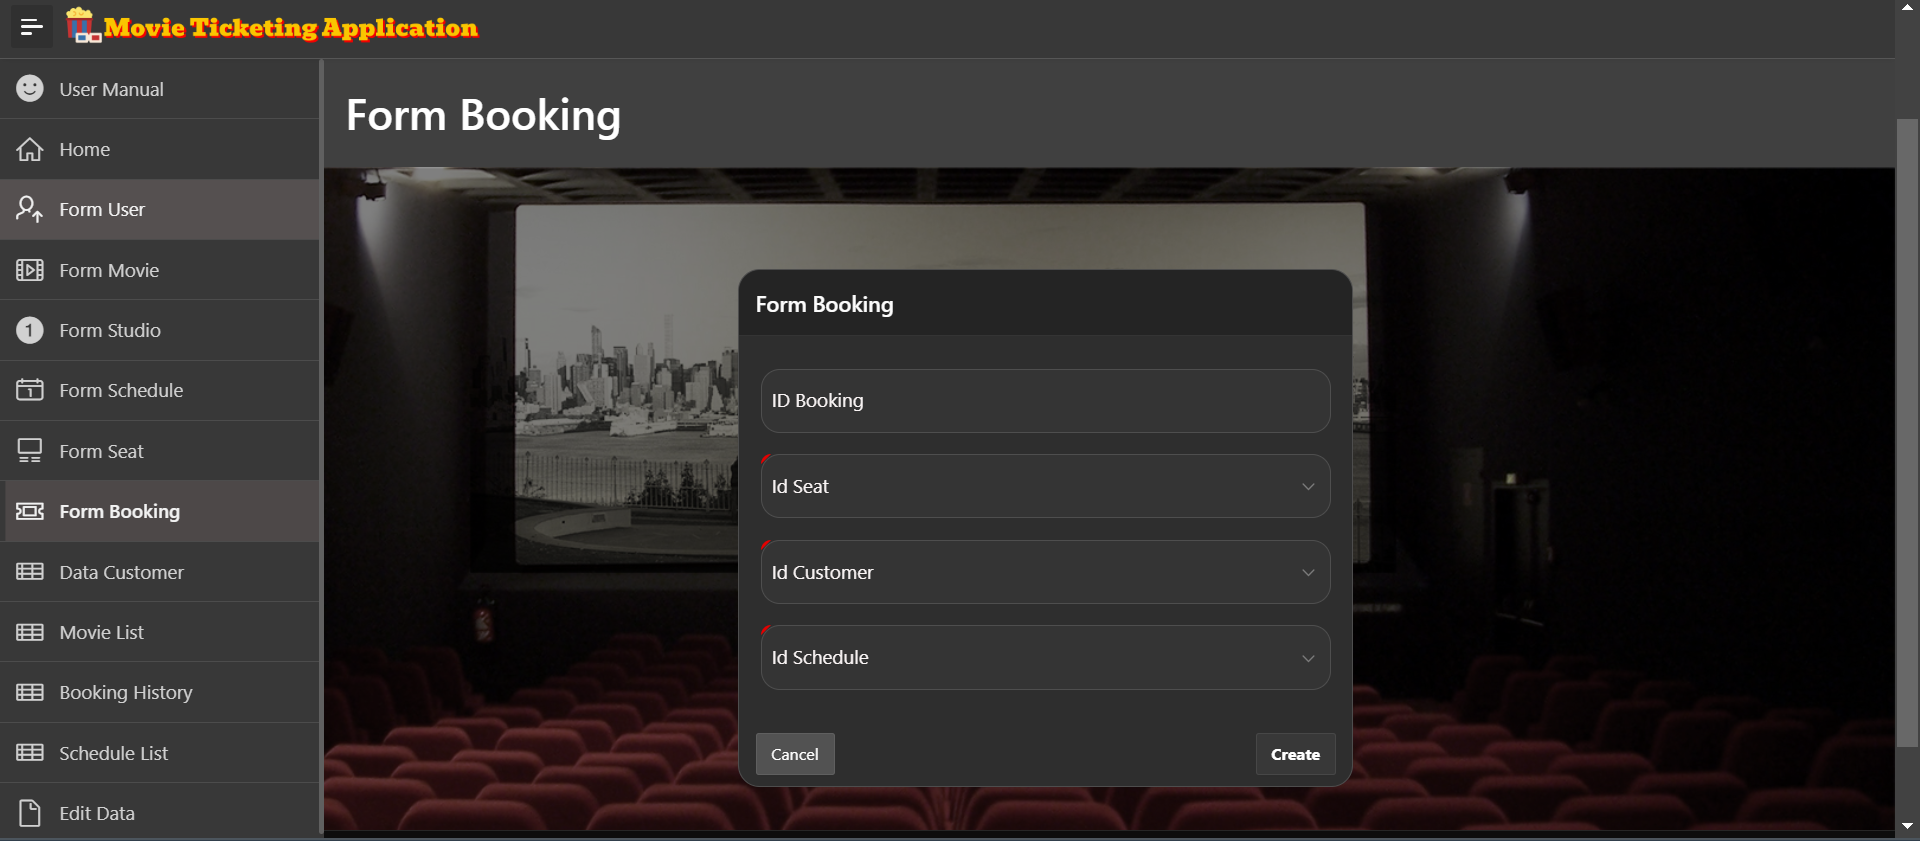 Movie Ticketing Application
User Manual
Home
Form User
Form Movie
1 Form Studio
1 Form Schedule
Form Seat
Form Booking
Data Customer
Movie List
Booking History
Schedule List
Edit Data
Form Booking
Form Booking
ID Booking
Id Seat
Id Customer
Id Schedule
Cancel
Create